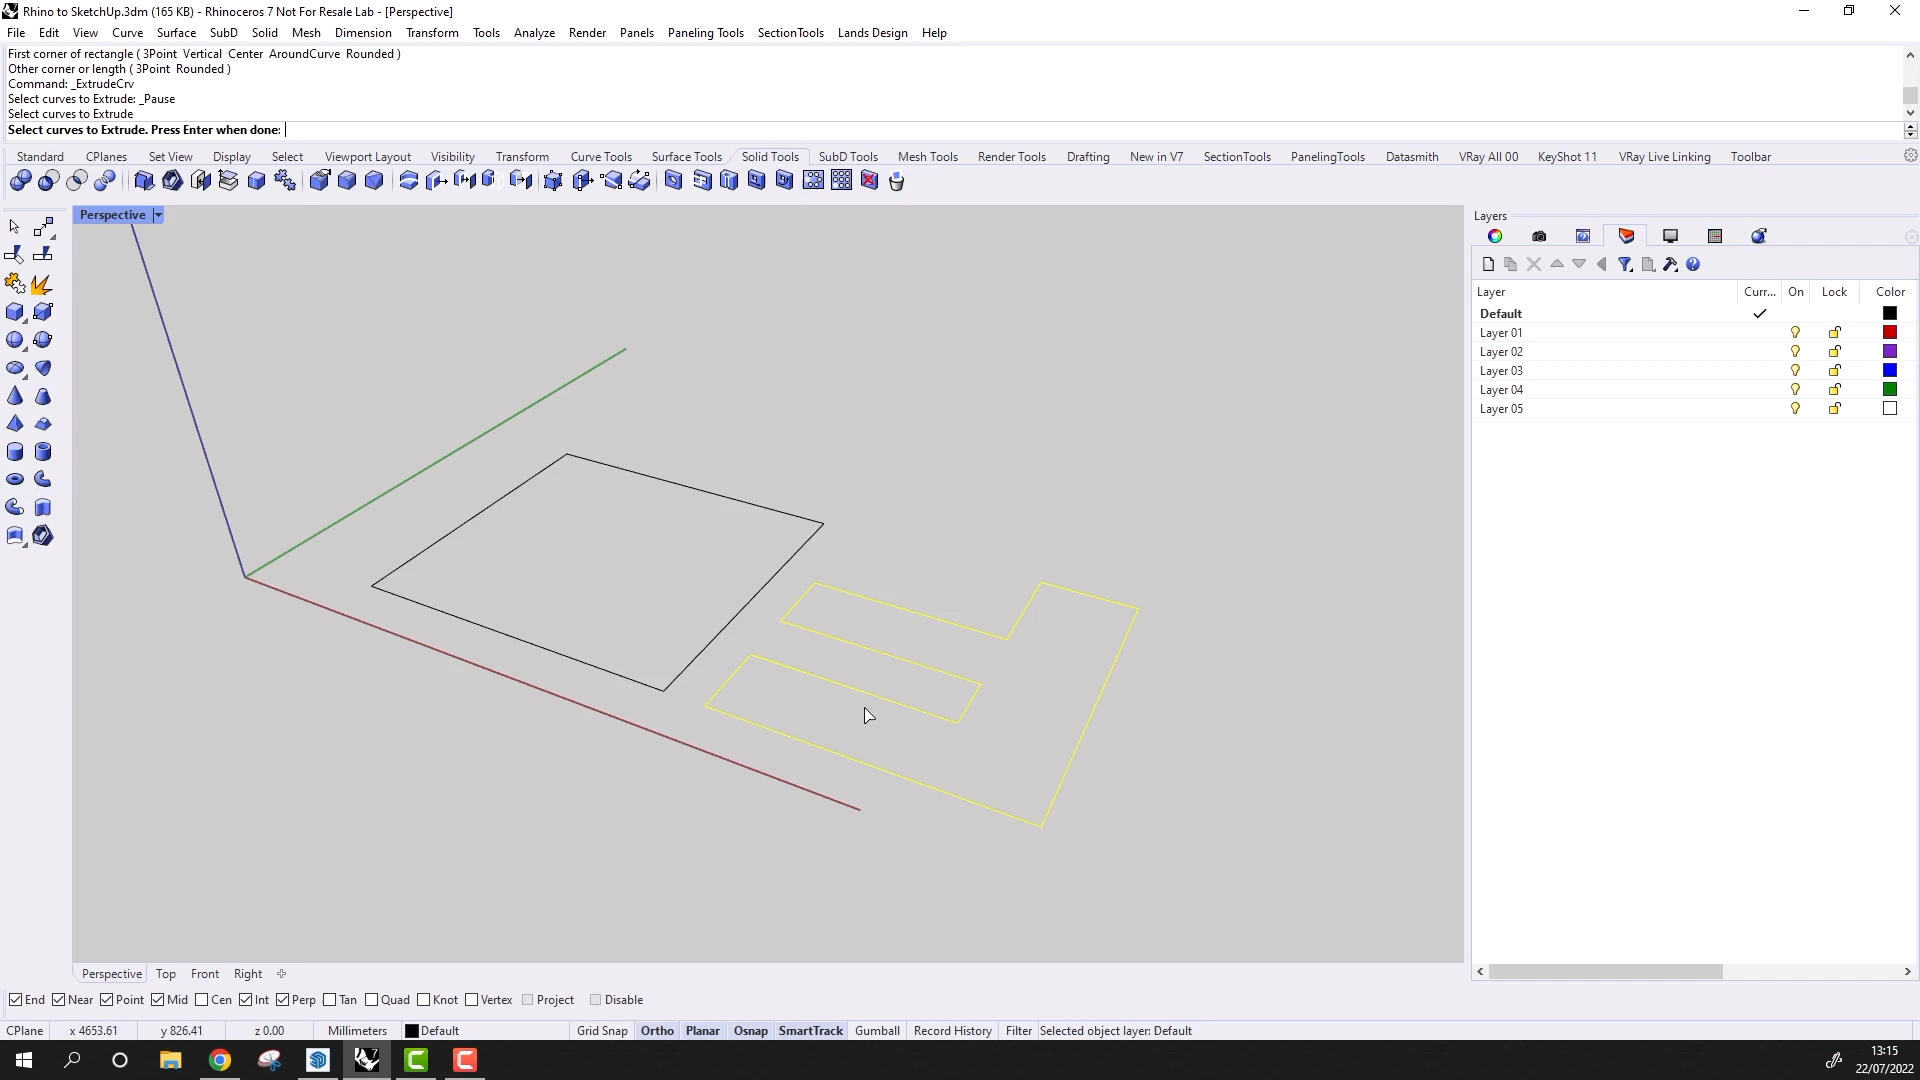 Rhino to SketchUp.3dm (165 KB) - Rhinoceros 7 Not For Resale Lab - [Perspective]
File Edit View Curve Surface SubD Solid Mesh Dimension Transform Tools Analyze Render Panels Paneling Tools SectionTools Lands Design Help
First corner of rectangle ( 3Point Vertical Center AroundCurve Rounded )
Other corner or length ( 3Point Rounded )
Command: _ExtrudeCrv
Select curves to Extrude: _Pause
Select curves to Extrude
Select curves to Extrude. Press Enter when done:
Standard CPlanes Set View Display Select Viewport Layout Visibility Transform Curve Tools Surface Tools Solid Tools SubD Tools Mesh Tools Render Tools Drafting New in V7 SectionTools PanelingTools Datasmith VRay All 00 KeyShot 11 VRay Live Linking Toolbar
Perspective
Layers
Layer Curr... On Lock Color
Default
Layer 01
Layer 02
Layer 03
Layer 04
Layer 05
Perspective Top Front Right
End Near Point Mid Cen Int Perp Tan Quad Knot Vertex Project Disable
CPlane x 4653.61 y 826.41 z 0.00 Millimeters Default Grid Snap Ortho Planar Osnap SmartTrack Gumball Record History Filter Selected object layer: Default
13:15
22/07/2022